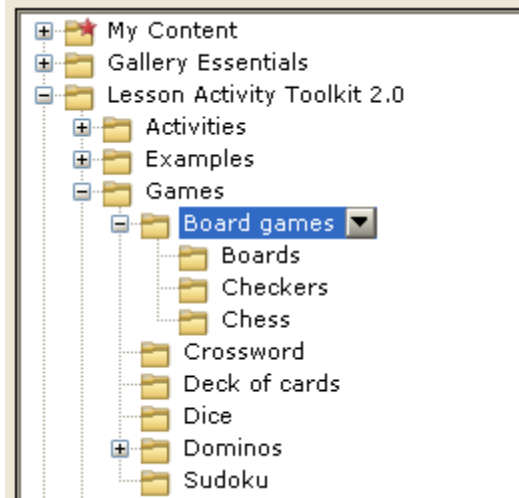 My Content
Gallery Essentials
Lesson Activity Toolkit 2.0
Activities
Examples
Games
Board games
Boards
Checkers
Chess
Crossword
Deck of cards
Dice
Dominos
Sudoku